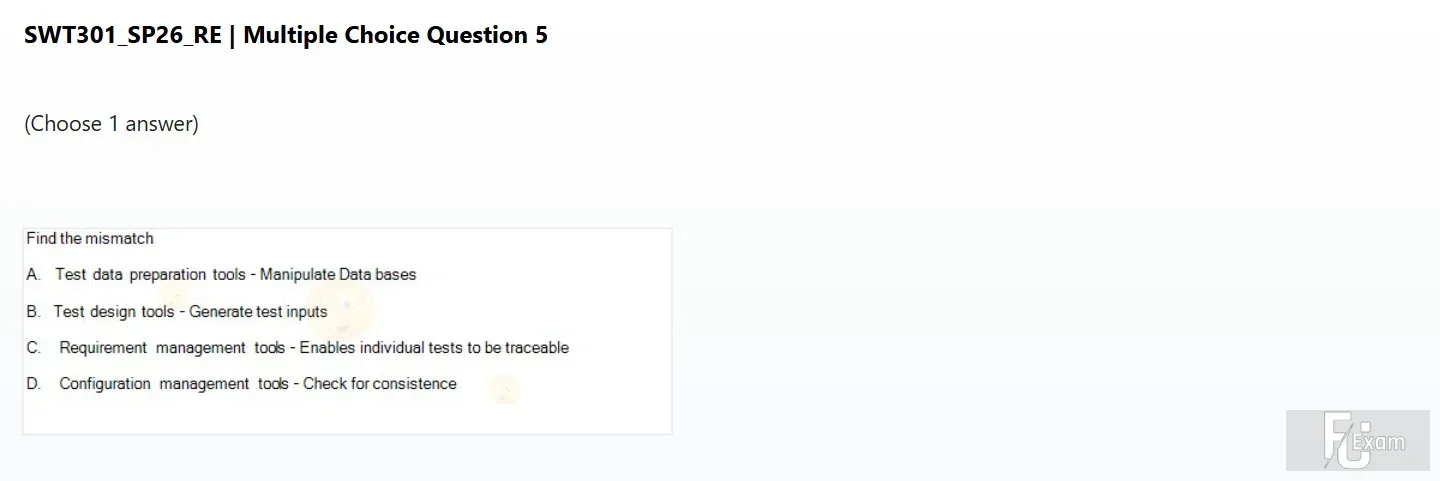 SWT301_SP26_RE | Multiple Choice Question 5
(Choose 1 answer)
Find the mismatch
A. Test data preparation tools - Manipulate Data bases
B. Test design tools - Generate test inputs
C. Requirement management tools - Enables individual tests to be traceable
D. Configuration management tools - Check for consistence
FU Exam